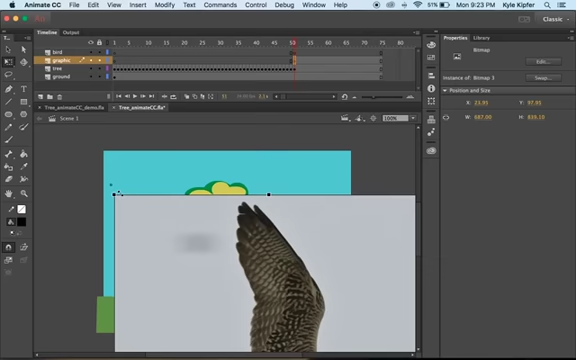 Animate CC File Edit View Insert Modify Text Commands Control Debug Window Help 91% Mon 9:23 PM Kyle Kipfer
Classic
Timeline Output
1 5 10 15 20 25 30 35 40 45 50 55 60 65 70 75 80
bird
graphic
tree
ground
Tree_animateCC_demo.fla Tree_animateCC.fla*
Scene 1 100%
Properties Library
Bitmap
Edit...
Instance of: Bitmap 3 Swap...
Position and Size
X: 33.95 Y: 97.95
W: 687.00 H: 839.10